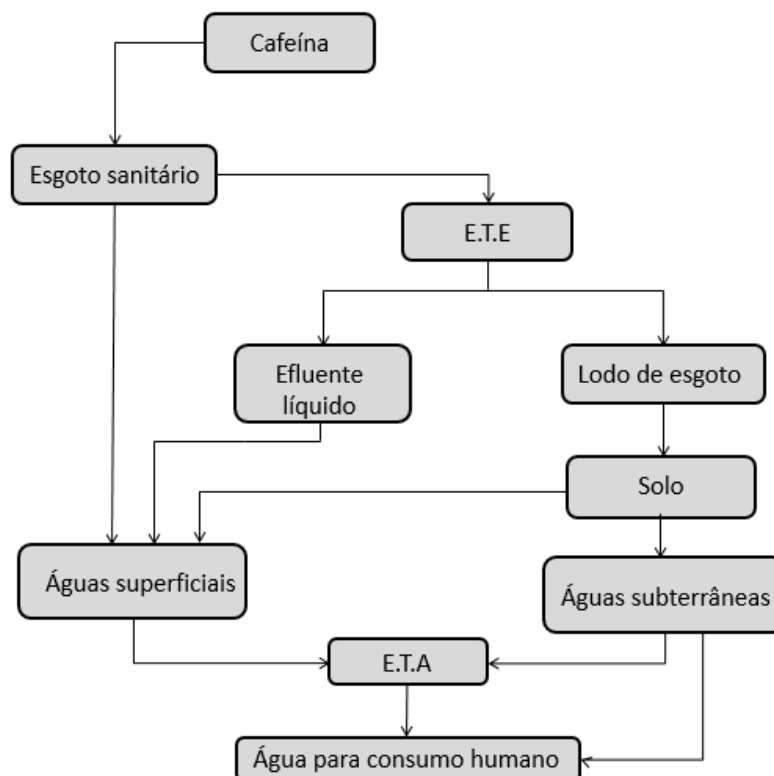 Cafeína
Esgoto sanitário
E.T.E
Efluente
líquido
Lodo de esgoto
Solo
Águas superficiais
Águas subterrâneas
E.T.A
Água para consumo humano